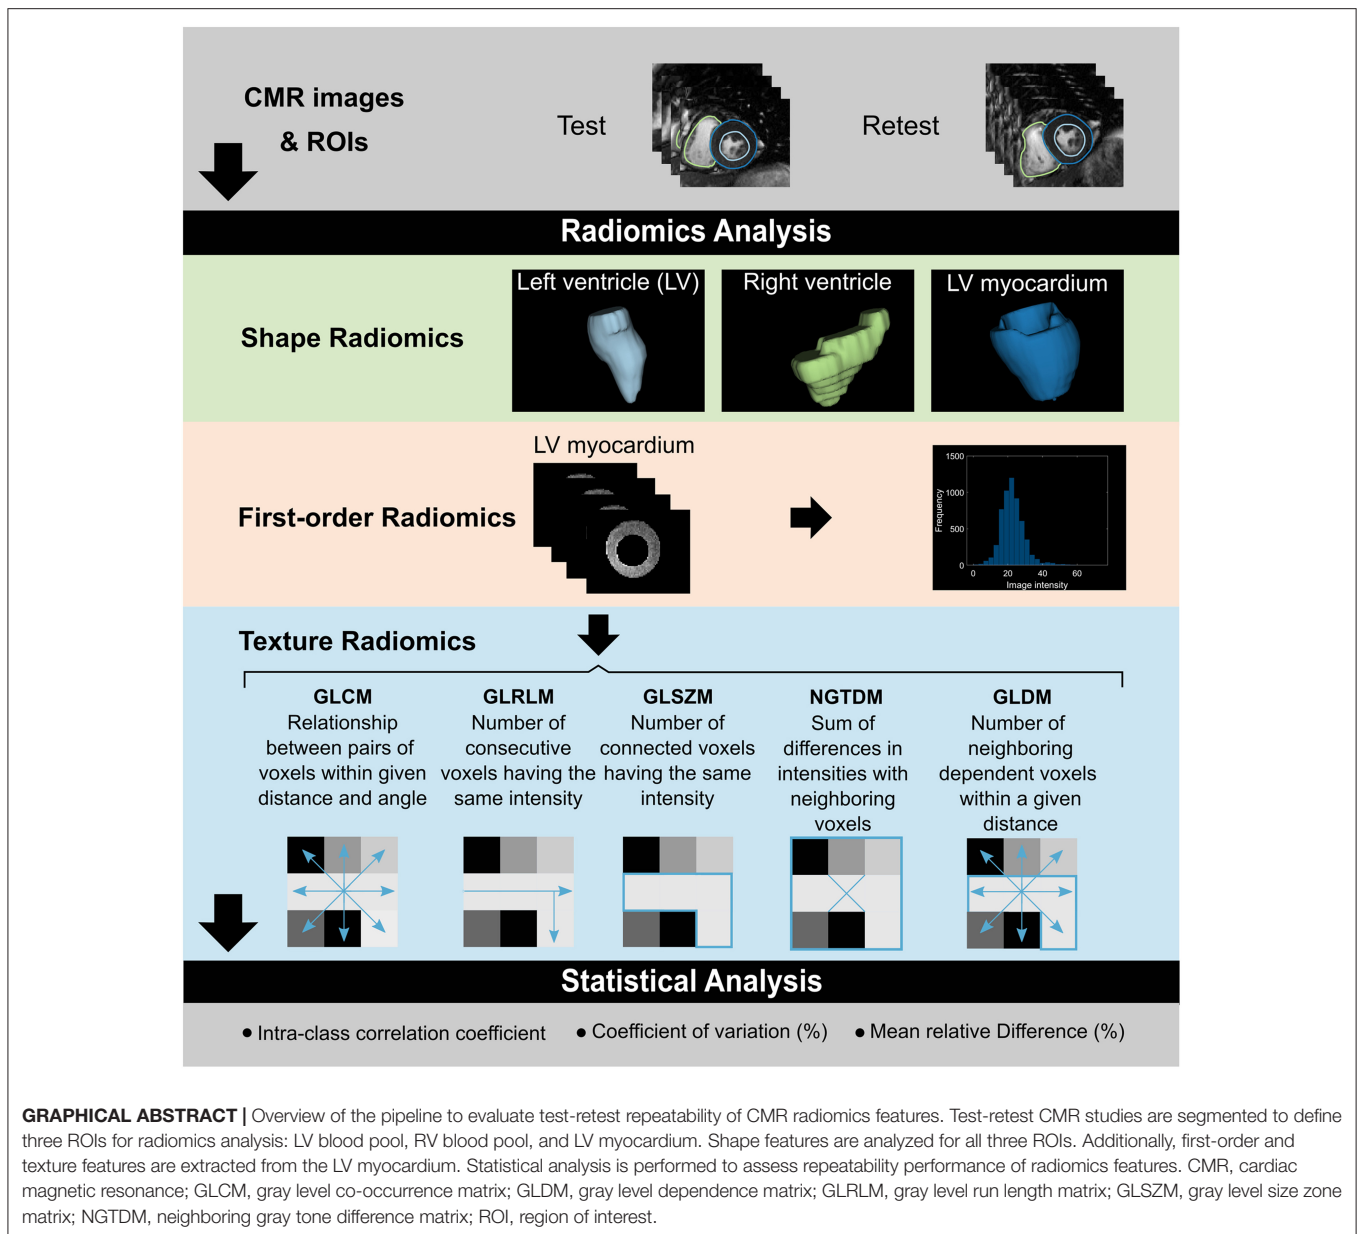 CMR images
& ROIs
Test
Retest
Radiomics Analysis
Shape Radiomics
Left ventricle (LV)
Right ventricle
LV myocardium
First-order Radiomics
LV myocardium
Frequency
1500
1000
500
0
0 20 40 60
Image intensity
Texture Radiomics
GLCM
Relationship
between pairs of
voxels within given
distance and angle
GLRLM
Number of
consecutive
voxels having the
same intensity
GLSZM
Number of
connected voxels
having the same
intensity
NGTDM
Sum of
differences in
intensities with
neighboring
voxels
GLDM
Number of
neighboring
dependent voxels
within a given
distance
Statistical Analysis
• Intra-class correlation coefficient • Coefficient of variation (%) • Mean relative Difference (%)
GRAPHICAL ABSTRACT | Overview of the pipeline to evaluate test-retest repeatability of CMR radiomics features. Test-retest CMR studies are segmented to define
three ROIs for radiomics analysis: LV blood pool, RV blood pool, and LV myocardium. Shape features are analyzed for all three ROIs. Additionally, first-order and
texture features are extracted from the LV myocardium. Statistical analysis is performed to assess repeatability performance of radiomics features. CMR, cardiac
magnetic resonance; GLCM, gray level co-occurrence matrix; GLDM, gray level dependence matrix; GLRLM, gray level run length matrix; GLSZM, gray level size zone
matrix; NGTDM, neighboring gray tone difference matrix; ROI, region of interest.